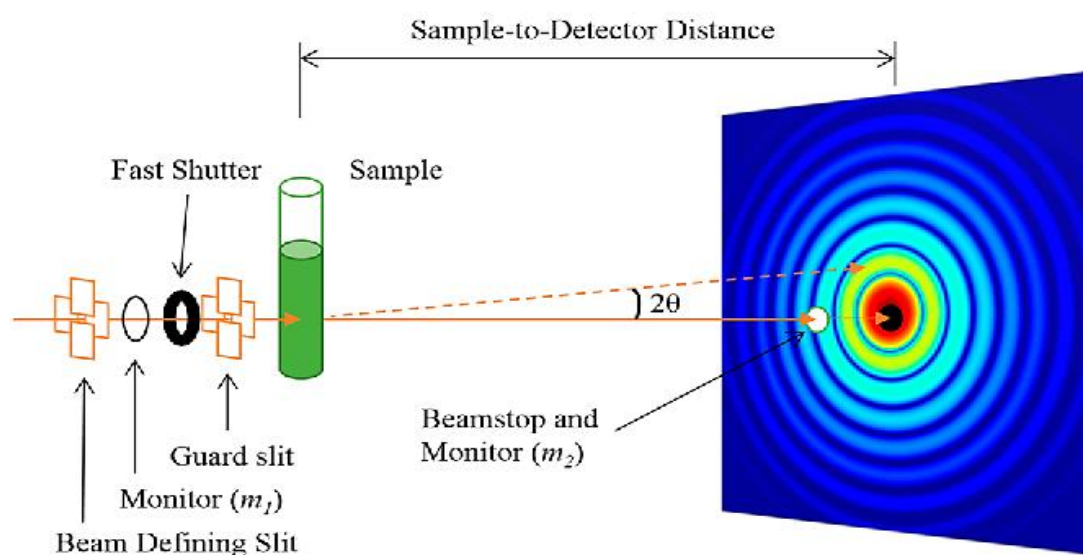 Sample-to-Detector Distance
Fast Shutter
Sample
2θ
Beamstop and
Monitor (m₂)
Guard slit
Monitor (m₁)
Beam Defining Slit